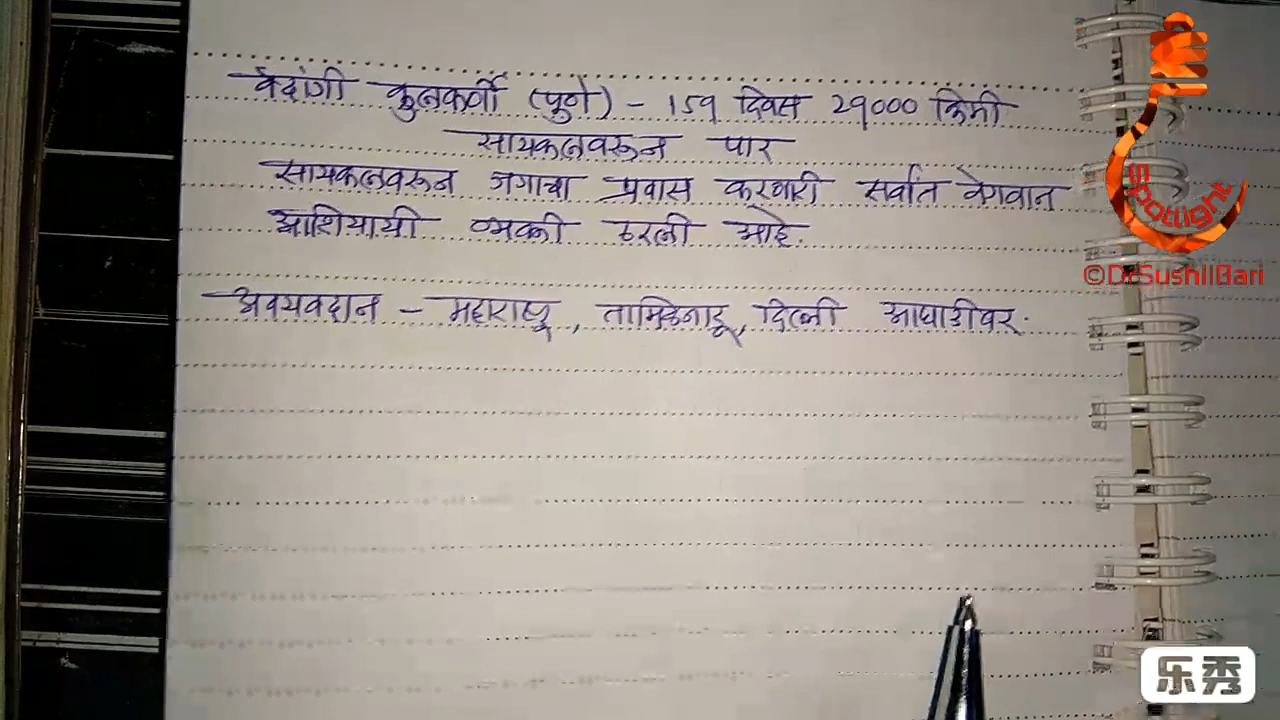 वेदांगी कुलकर्णी (पुणे) - 159 दिवस 29000 किमी
सायकलवरून पार
सायकलवरून जगाचा प्रवास करणारी सर्वात वेगवान
आशियायी व्यक्ती ठरली आहे.
अवयवदान - महाराष्ट्र, तामिळनाडू, दिल्ली आघाडीवर.
Spotlight
©DrSushilBari
乐秀